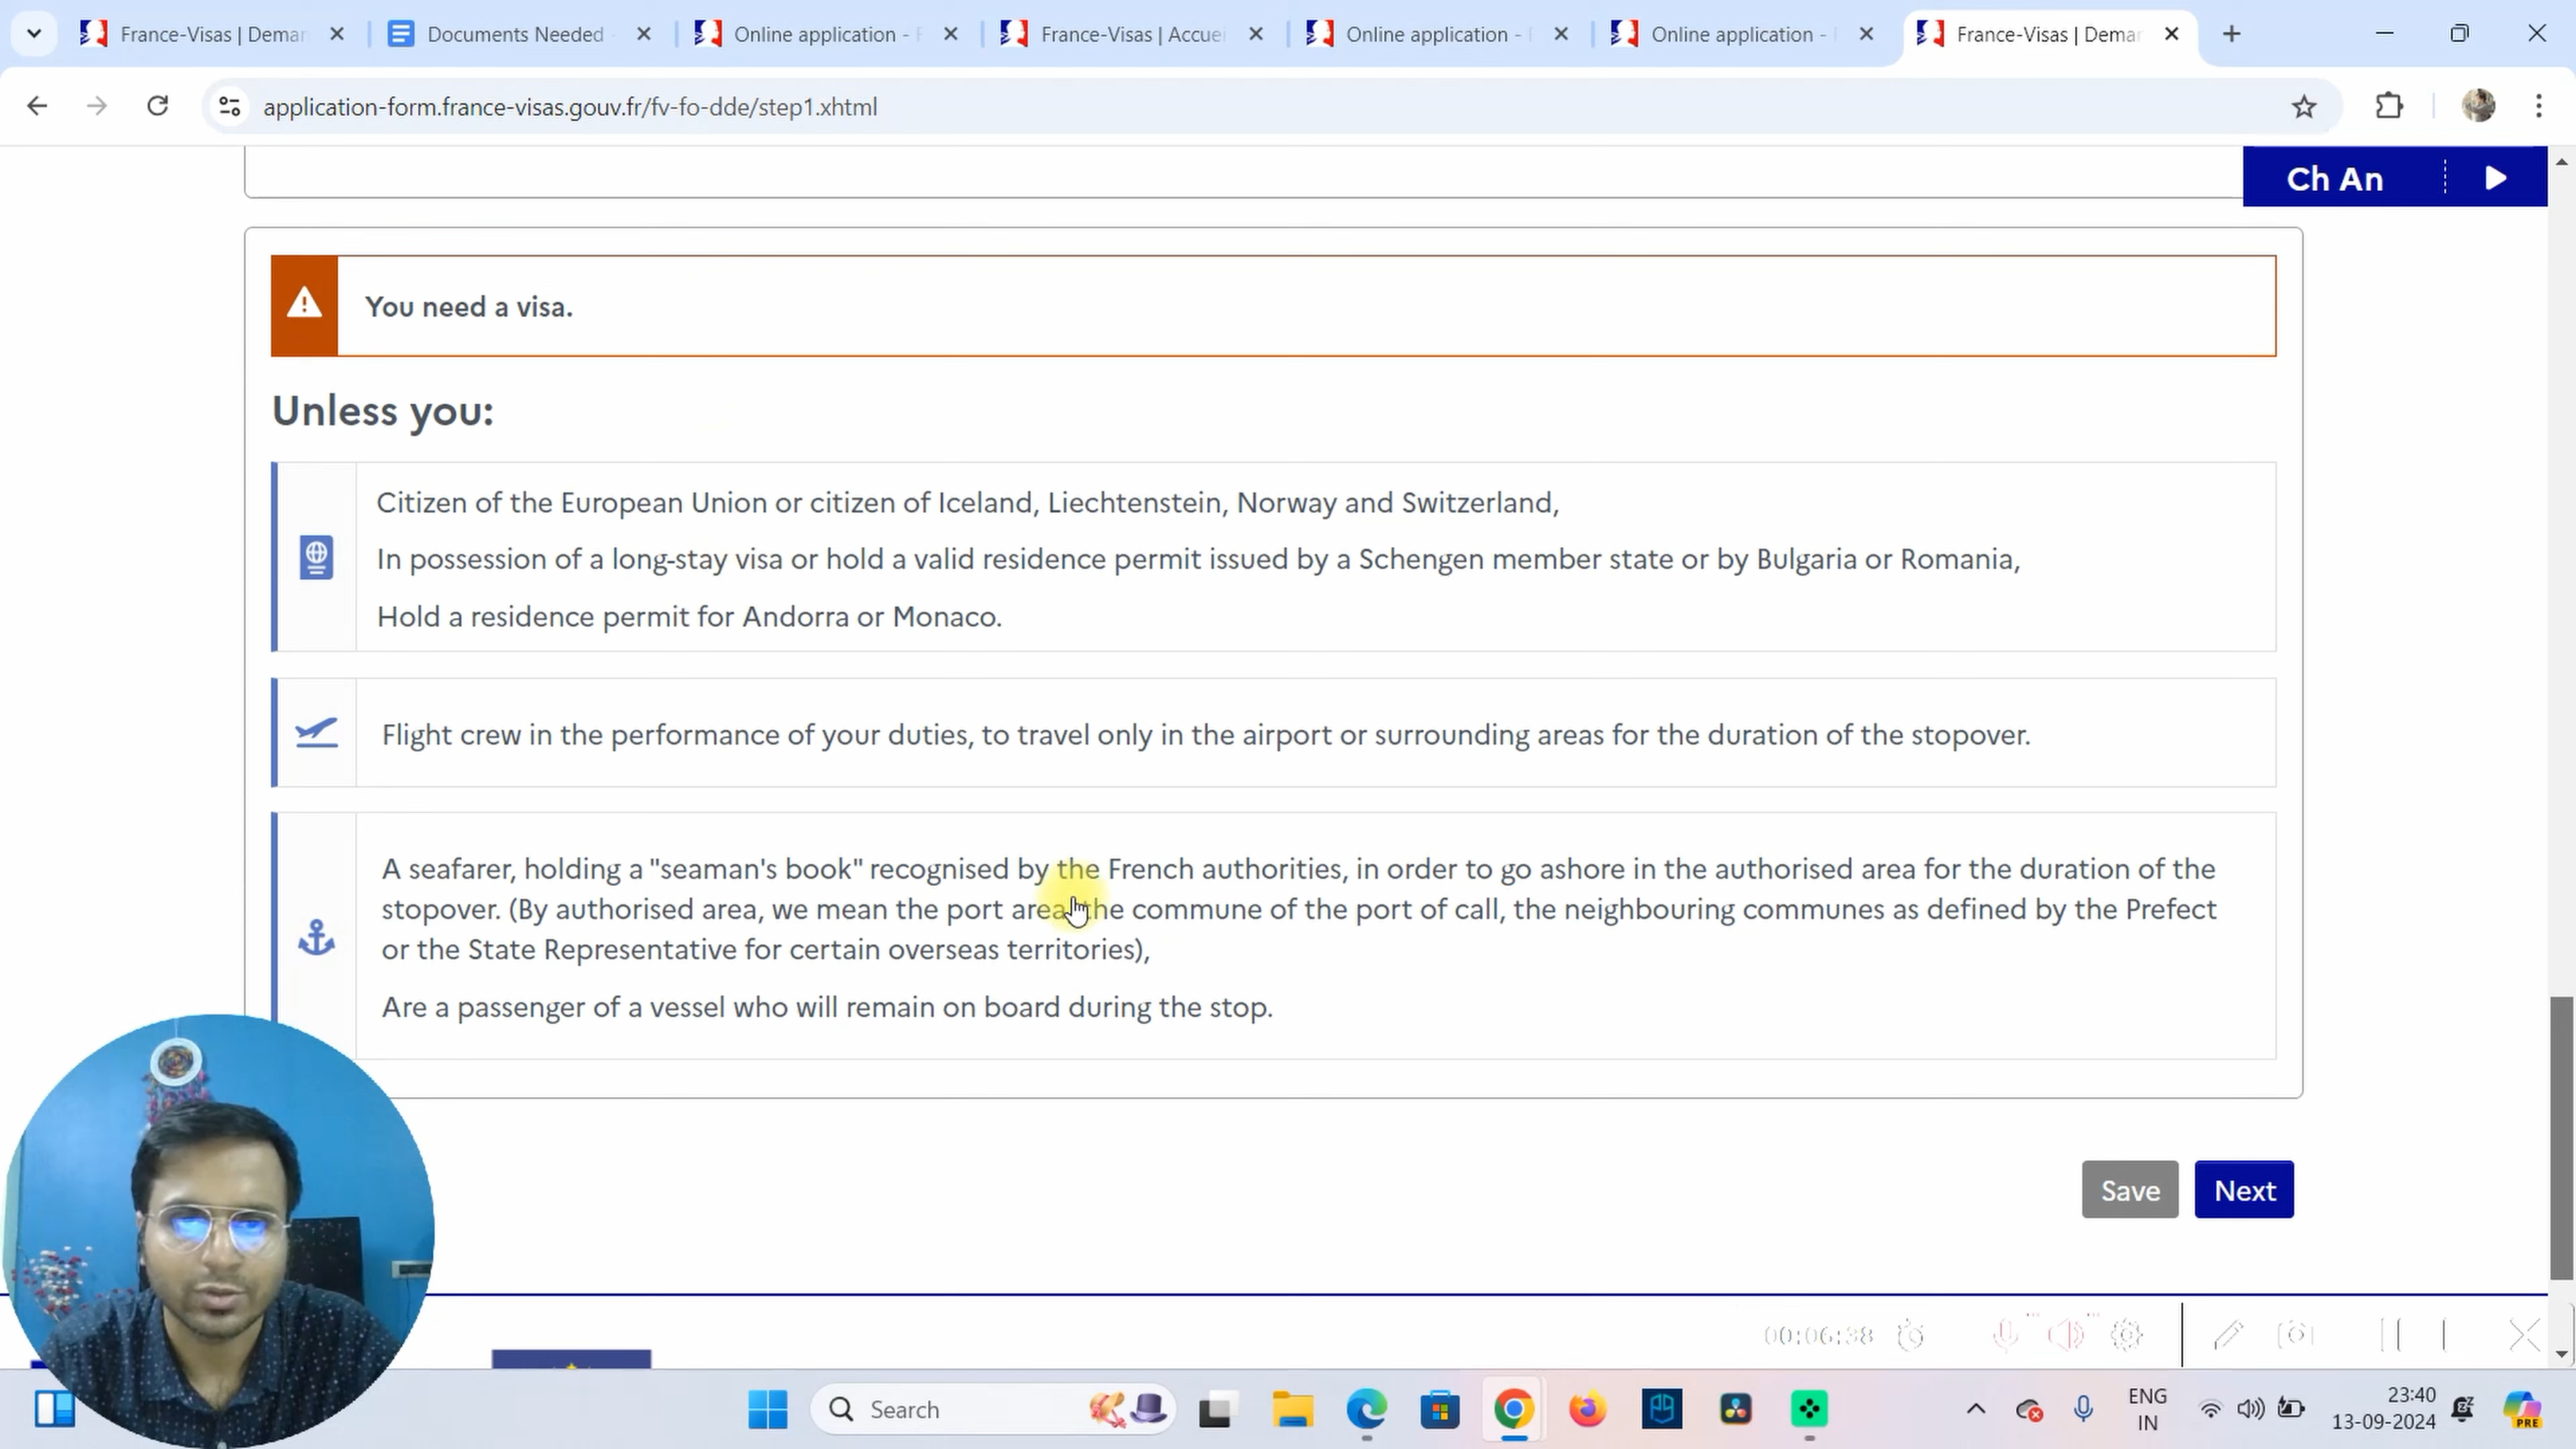 France-Visas | Demar
Documents Needed
Online application -
France-Visas | Accuei
Online application -
Online application -
France-Visas | Demar
application-form.france-visas.gouv.fr/fv-fo-dde/step1.xhtml
Ch An
You need a visa.
Unless you:
Citizen of the European Union or citizen of Iceland, Liechtenstein, Norway and Switzerland,
In possession of a long-stay visa or hold a valid residence permit issued by a Schengen member state or by Bulgaria or Romania,
Hold a residence permit for Andorra or Monaco.
Flight crew in the performance of your duties, to travel only in the airport or surrounding areas for the duration of the stopover.
A seafarer, holding a "seaman's book" recognised by the French authorities, in order to go ashore in the authorised area for the duration of the
stopover. (By authorised area, we mean the port area, the commune of the port of call, the neighbouring communes as defined by the Prefect
or the State Representative for certain overseas territories),
Are a passenger of a vessel who will remain on board during the stop.
Save
Next
00:06:38
Search
ENG
IN
23:40
13-09-2024
PRE